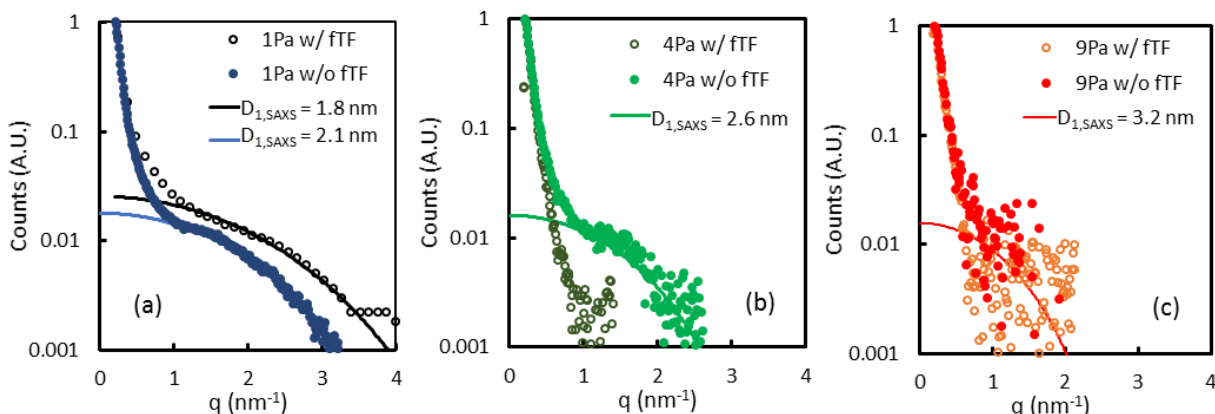 1
0.1
0.01
0.001
Counts (A.U.)
1Pa w/ fTF
1Pa w/o fTF
D1,SAXS = 1.8 nm
D1,SAXS = 2.1 nm
(a)
0 1 2 3 4
q (nm-1)
1
0.1
0.01
0.001
Counts (A.U.)
4Pa w/ fTF
4Pa w/o fTF
D1,SAXS = 2.6 nm
(b)
0 1 2 3 4
q (nm-1)
1
0.1
0.01
0.001
Counts (A.U.)
9Pa w/ fTF
9Pa w/o fTF
D1,SAXS = 3.2 nm
(c)
0 1 2 3 4
q (nm-1)